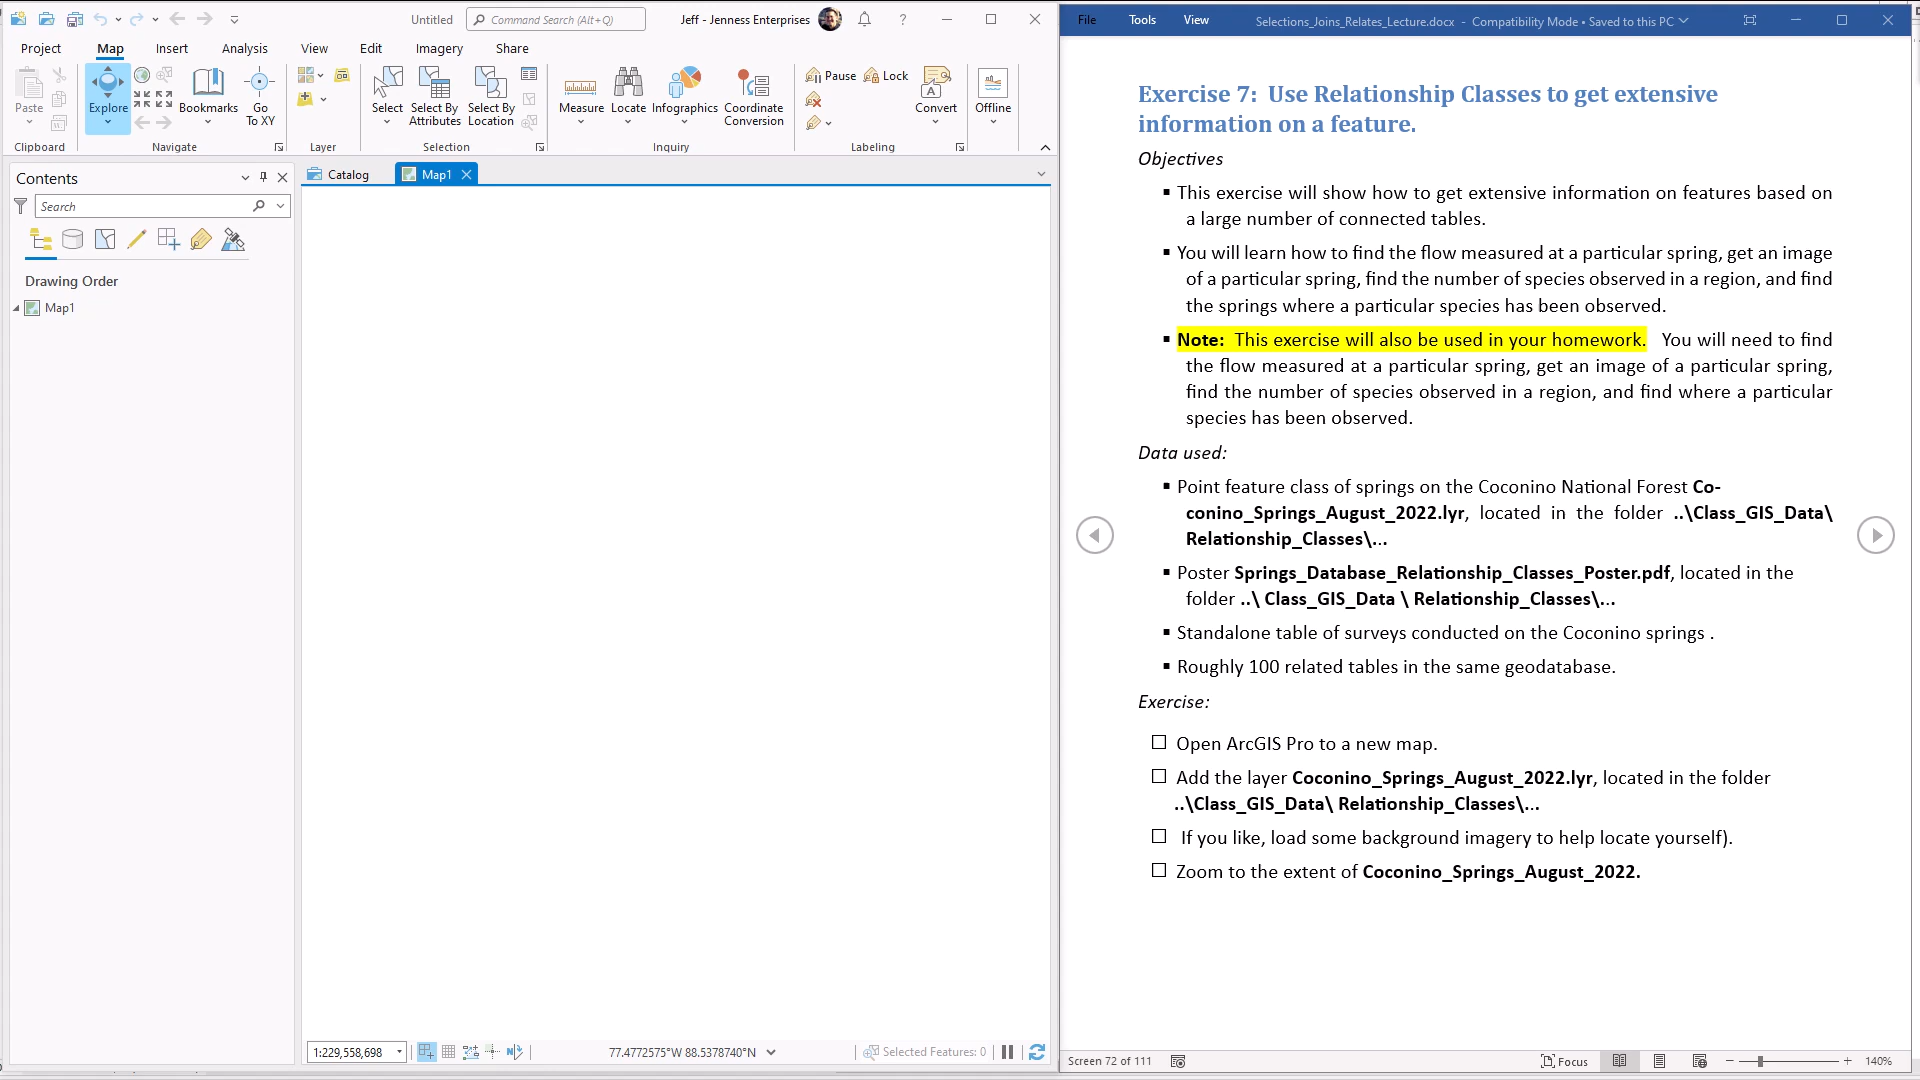 Untitled
Command Search (Alt+Q)
Jeff - Jenness Enterprises
?
Project Map Insert Analysis View Edit Imagery Share
Paste
Explore
Bookmarks
Go To XY
Select
Select By Attributes
Select By Location
Measure
Locate
Infographics
Coordinate Conversion
Pause
Lock
Convert
Offline
Clipboard Navigate Layer Selection Inquiry Labeling
Contents
Search
Drawing Order
Map1
Catalog
Map1
1:229,558,698
77.4772575°W 88.5378740°N
Selected Features: 0
File Tools View
Selections_Joins_Relates_Lecture.docx - Compatibility Mode • Saved to this PC
Exercise 7: Use Relationship Classes to get extensive
information on a feature.
Objectives
▪ This exercise will show how to get extensive information on features based on
a large number of connected tables.
▪ You will learn how to find the flow measured at a particular spring, get an image
of a particular spring, find the number of species observed in a region, and find
the springs where a particular species has been observed.
▪ Note: This exercise will also be used in your homework. You will need to find
the flow measured at a particular spring, get an image of a particular spring,
find the number of species observed in a region, and find where a particular
species has been observed.
Data used:
▪ Point feature class of springs on the Coconino National Forest Co-
conino_Springs_August_2022.lyr, located in the folder ..\Class_GIS_Data\
Relationship_Classes\...
▪ Poster Springs_Database_Relationship_Classes_Poster.pdf, located in the
folder ..\ Class_GIS_Data \ Relationship_Classes\...
▪ Standalone table of surveys conducted on the Coconino springs .
▪ Roughly 100 related tables in the same geodatabase.
Exercise:
☐ Open ArcGIS Pro to a new map.
☐ Add the layer Coconino_Springs_August_2022.lyr, located in the folder
..\Class_GIS_Data\ Relationship_Classes\...
☐ If you like, load some background imagery to help locate yourself).
☐ Zoom to the extent of Coconino_Springs_August_2022.
Screen 72 of 111
Focus
140%